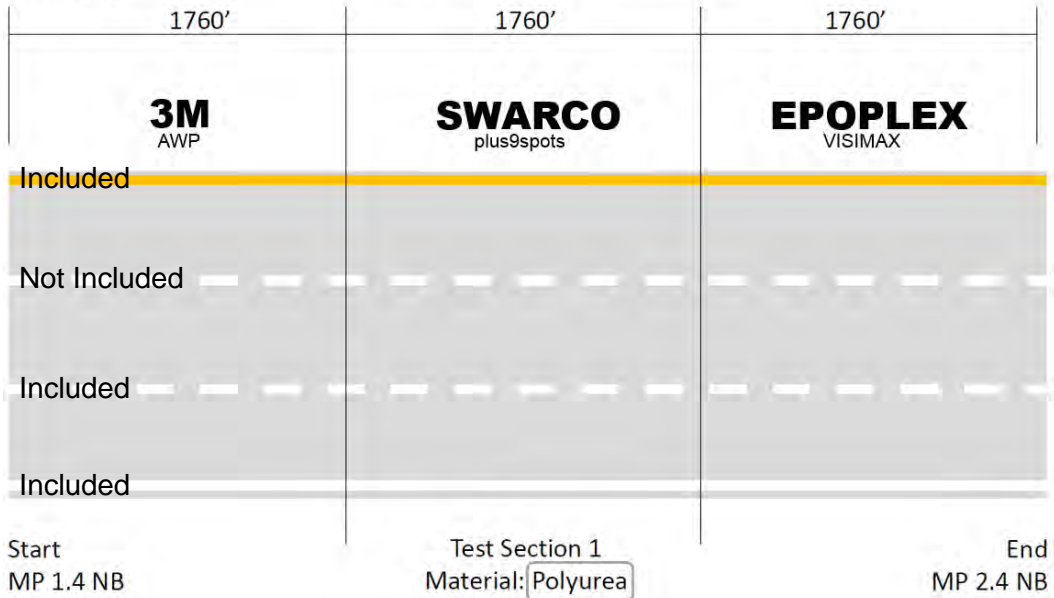 1760’ 1760’ 1760’
3M SWARCO EPOPLEX
AWP plus9spots VISIMAX
Included
Not Included
Included
Included
Start Test Section 1 End
MP 1.4 NB Material: Polyurea MP 2.4 NB